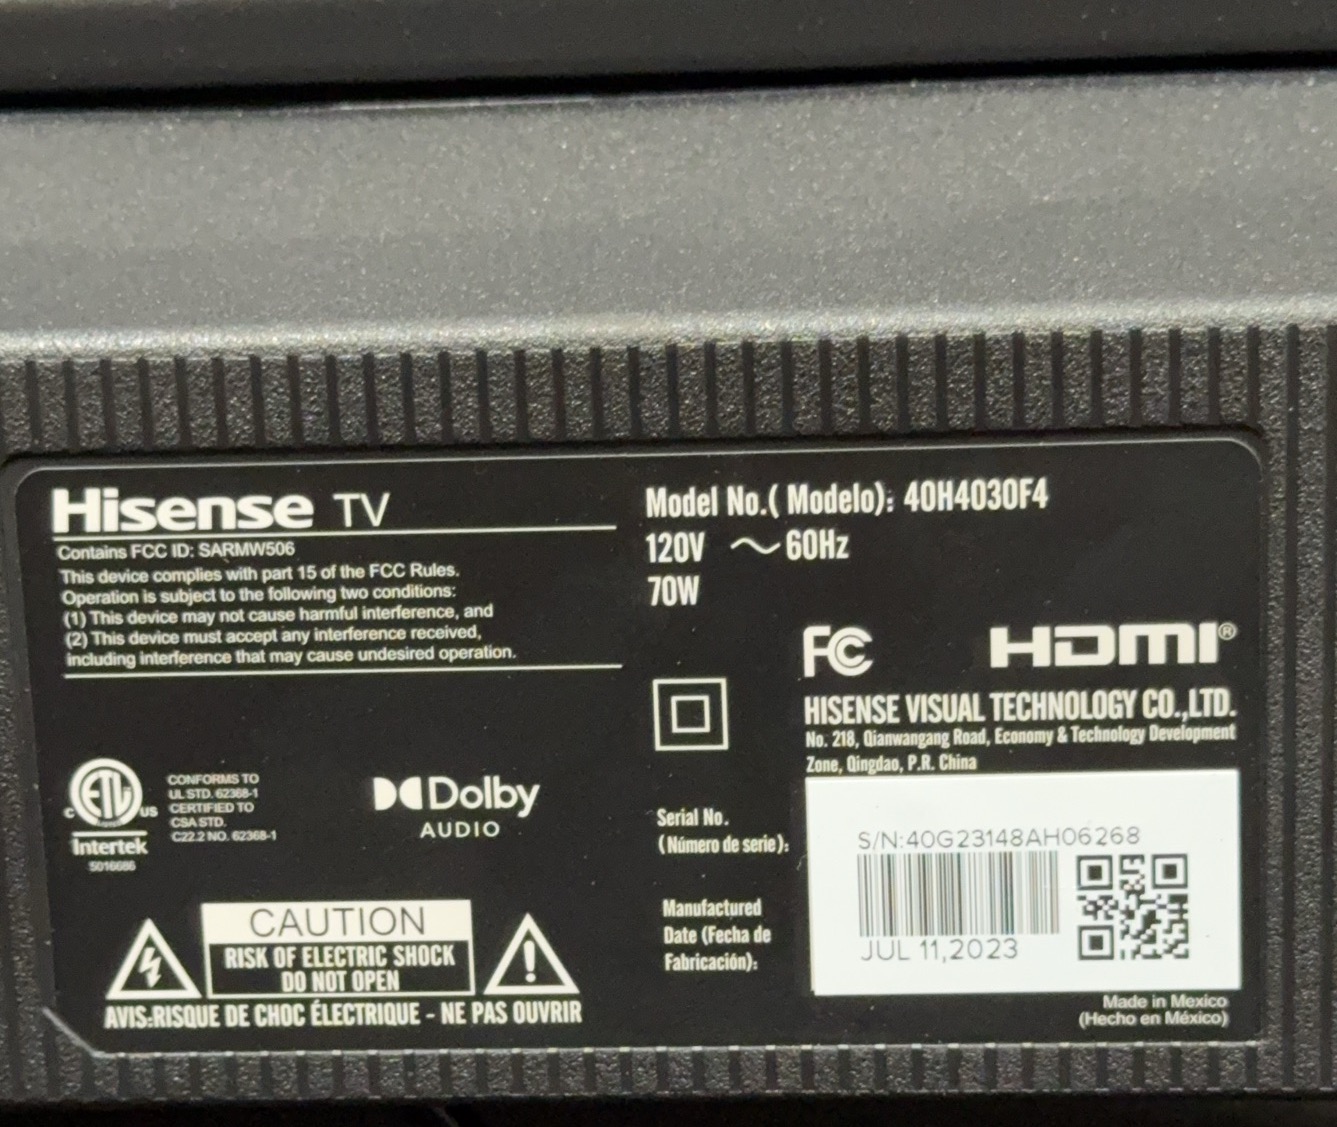 Hisense TV
Contains FCC ID: SARMW506
This device complies with part 15 of the FCC Rules.
Operation is subject to the following two conditions:
(1) This device may not cause harmful interference, and
(2) This device must accept any interference received,
including interference that may cause undesired operation.
Model No.( Modelo): 40H4030F4
120V ～ 60Hz
70W
FC
HDMI®
HISENSE VISUAL TECHNOLOGY CO.,LTD.
No. 218, Qianwangang Road, Economy & Technology Development
Zone, Qingdao, P.R. China
c ETL us
Intertek
5016686
CONFORMS TO
UL STD. 62368-1
CERTIFIED TO
CSA STD.
C22.2 NO. 62368-1
Dolby
AUDIO
Serial No.
(Número de serie):
S/N:40G23148AH06268
Manufactured
Date (Fecha de
Fabricación):
JUL 11,2023
CAUTION
RISK OF ELECTRIC SHOCK
DO NOT OPEN
AVIS:RISQUE DE CHOC ÉLECTRIQUE - NE PAS OUVRIR
Made in Mexico
(Hecho en México)